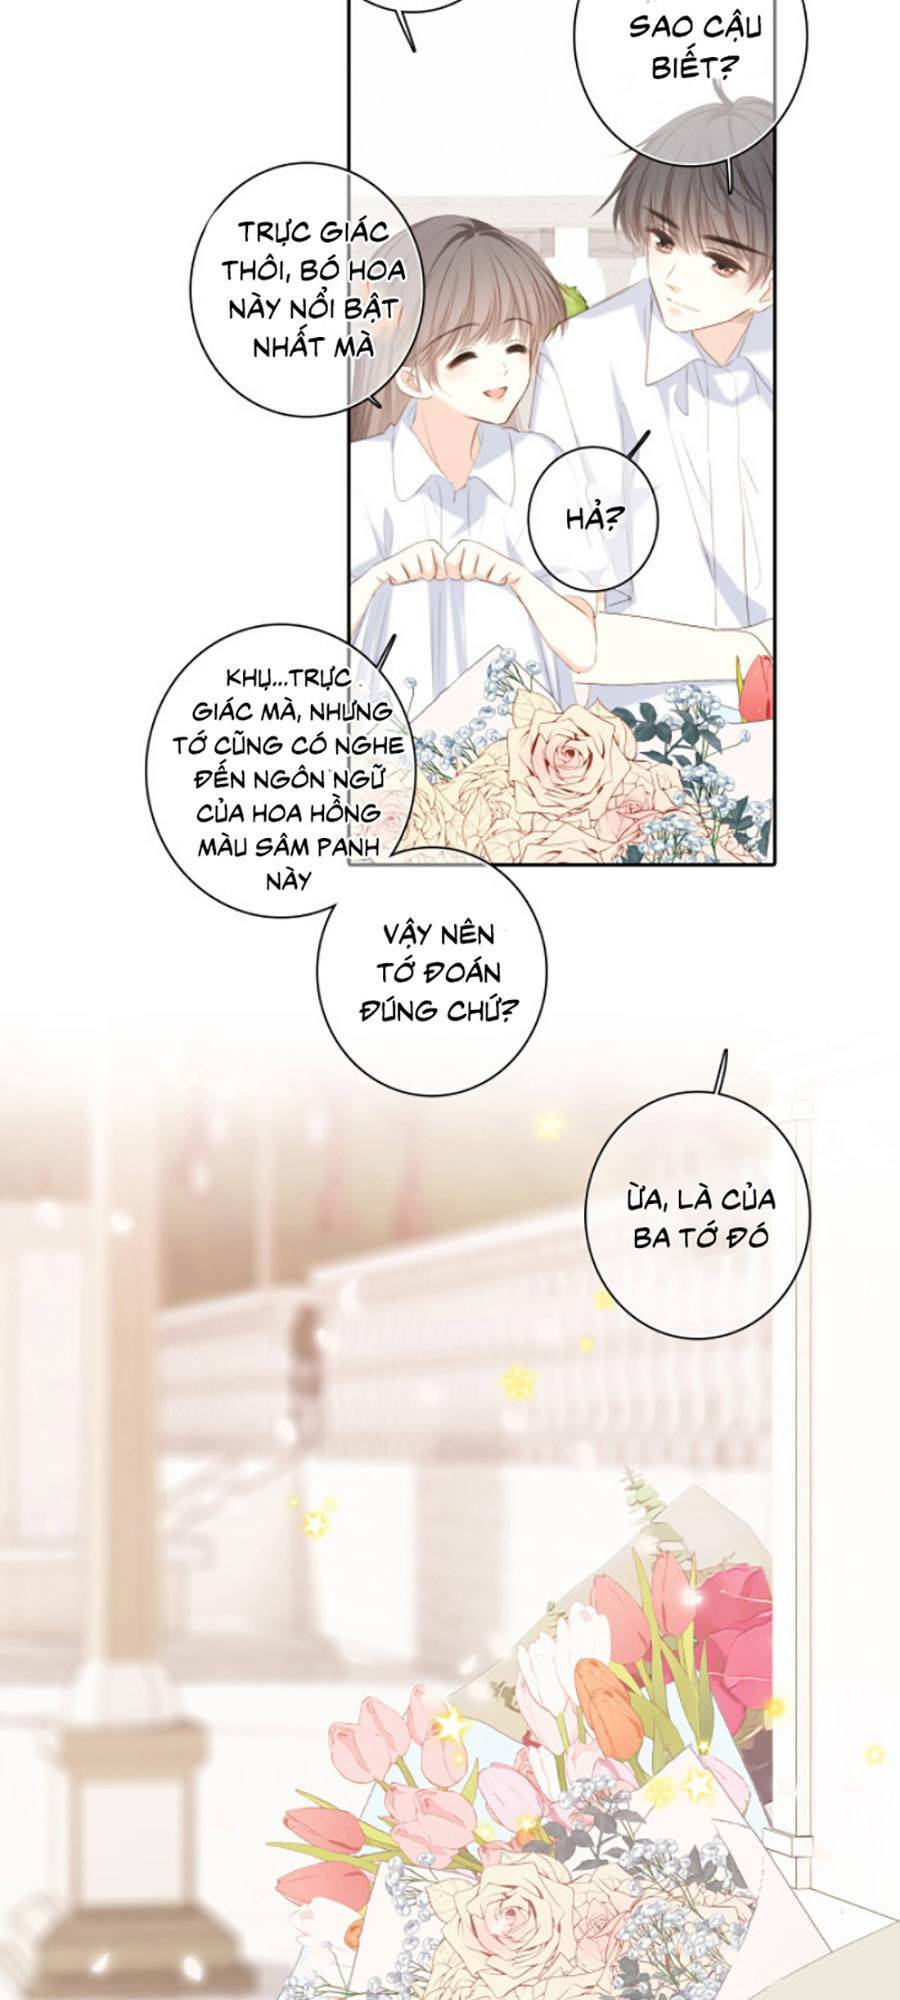 SAO CẬU
BIẾT?
TRỰC GIÁC
THÔI, BÓ HOA
NÀY NỔI BẬT
NHẤT MÀ
HẢ?
KHỤ...TRỰC
GIÁC MÀ, NHƯNG
TỚ CŨNG CÓ NGHE
ĐẾN NGÔN NGỮ
CỦA HOA HỒNG
MÀU SÂM PANH
NÀY
VẬY NÊN
TỚ ĐOÁN
ĐÚNG CHỨ?
ỪA, LÀ CỦA
BA TỚ ĐÓ